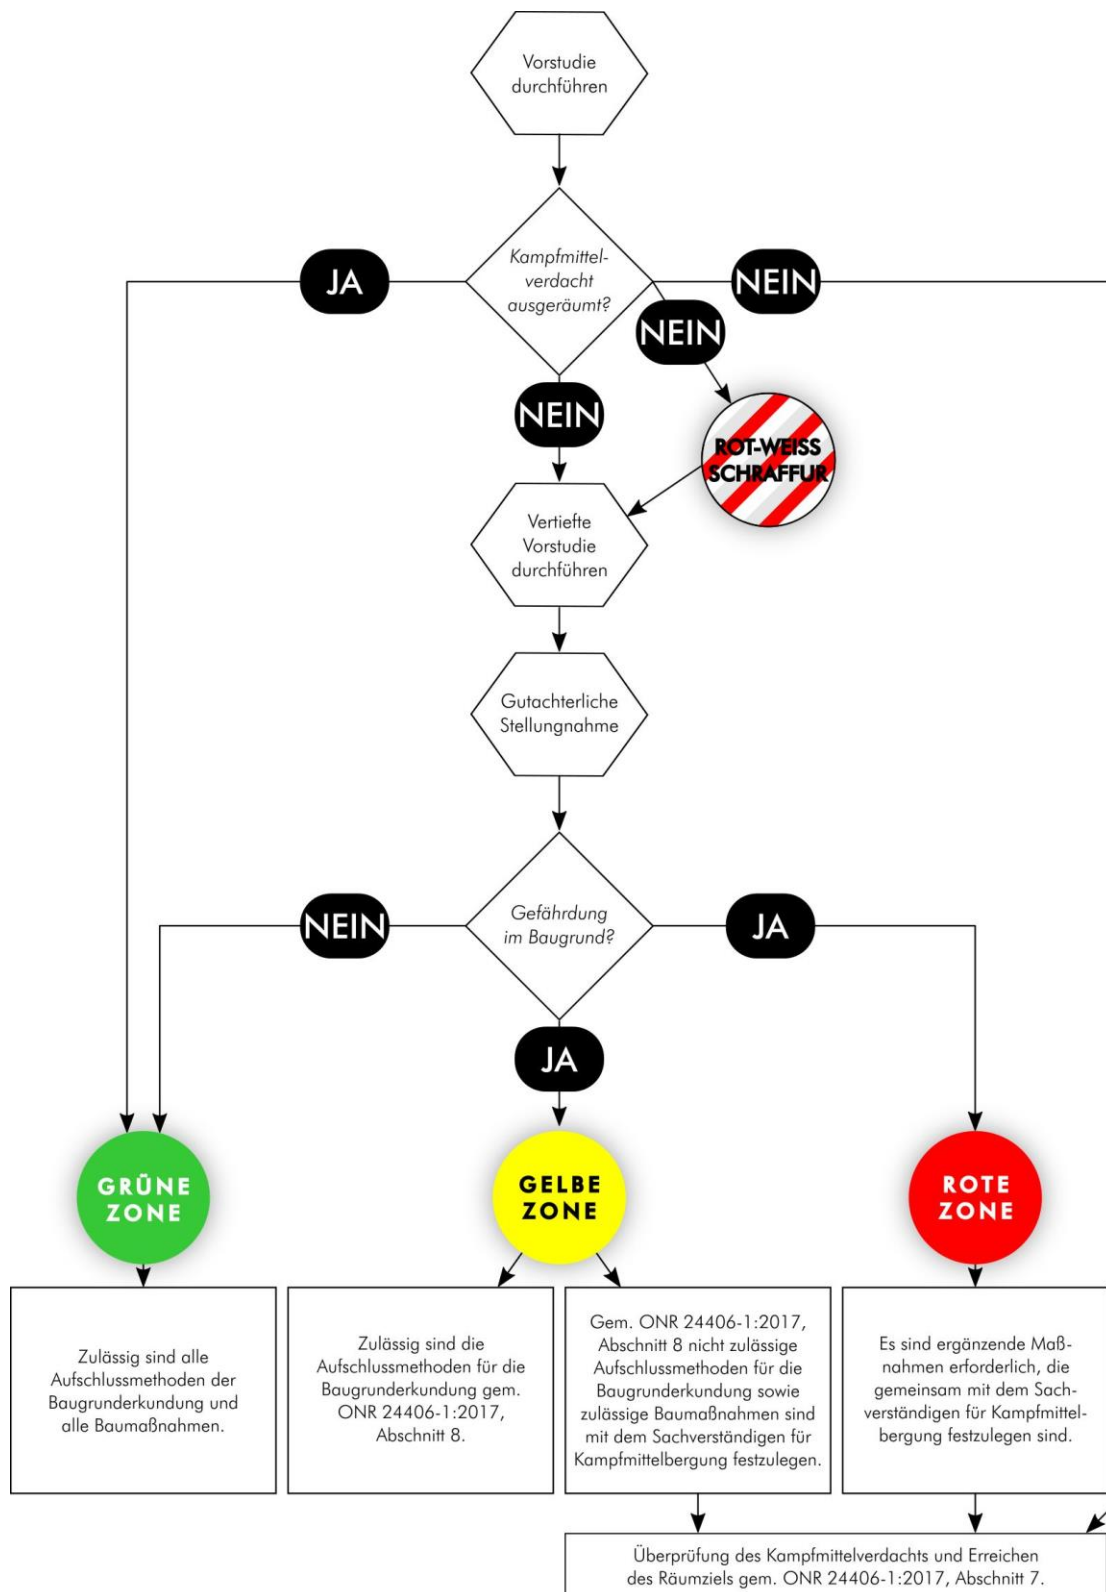 Vorstudie
durchführen
Kampfmittel-
verdacht
ausgeräumt?
JA
NEIN
NEIN
NEIN
ROT-WEISS
SCHRAFFUR
Vertiefte
Vorstudie
durchführen
Gutachterliche
Stellungnahme
Gefährdung
im Baugrund?
NEIN
JA
JA
GRÜNE
ZONE
GELBE
ZONE
ROTE
ZONE
Zulässig sind alle
Aufschlussmethoden der
Baugrunderkundung und
alle Baumaßnahmen.
Zulässig sind die
Aufschlussmethoden für die
Baugrunderkundung gem.
ONR 24406-1:2017,
Abschnitt 8.
Gem. ONR 24406-1:2017,
Abschnitt 8 nicht zulässige
Aufschlussmethoden für die
Baugrunderkundung sowie
zulässige Baumaßnahmen sind
mit dem Sachverständigen für
Kampfmittelbergung festzulegen.
Es sind ergänzende Maß-
nahmen erforderlich, die
gemeinsam mit dem Sach-
verständigen für Kampfmittel-
bergung festzulegen sind.
Überprüfung des Kampfmittelverdachts und Erreichen
des Räumziels gem. ONR 24406-1:2017, Abschnitt 7.